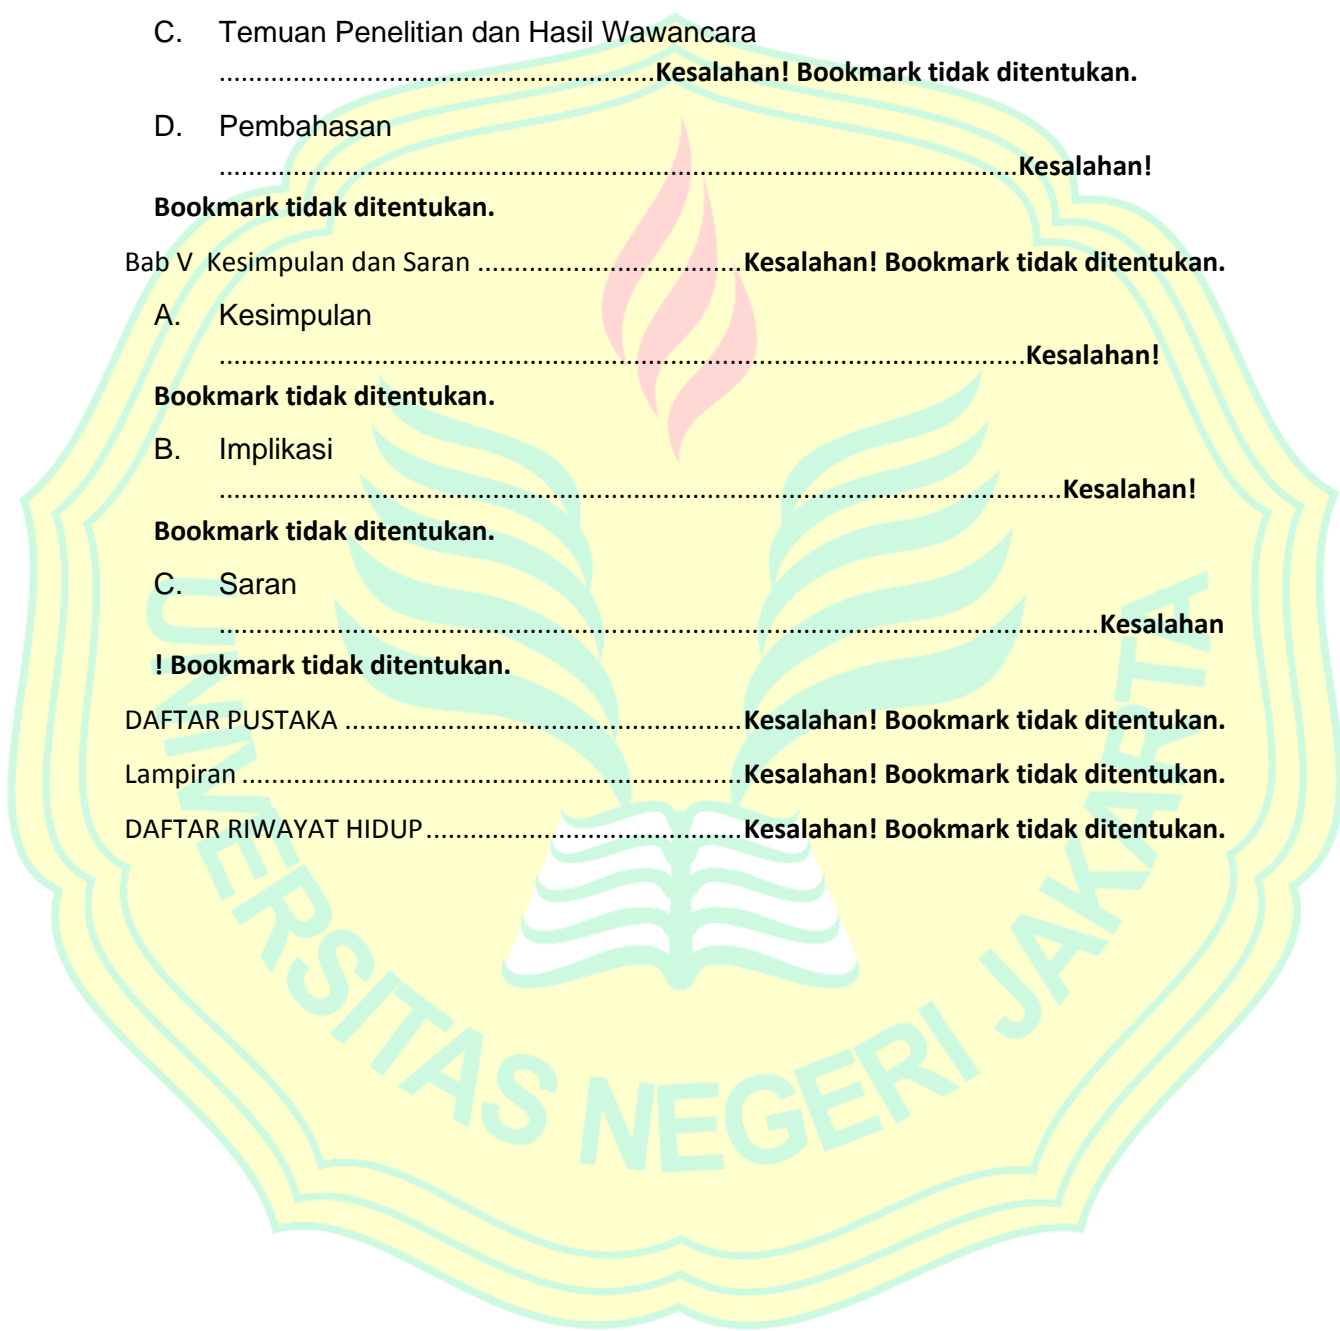 C. Temuan Penelitian dan Hasil Wawancara
...........................................................Kesalahan! Bookmark tidak ditentukan.
D. Pembahasan
............................................................................................................Kesalahan!
Bookmark tidak ditentukan.
Bab V Kesimpulan dan Saran ....................................Kesalahan! Bookmark tidak ditentukan.
A. Kesimpulan
.............................................................................................................Kesalahan!
Bookmark tidak ditentukan.
B. Implikasi
..................................................................................................................Kesalahan!
Bookmark tidak ditentukan.
C. Saran
.......................................................................................................................Kesalahan
! Bookmark tidak ditentukan.
DAFTAR PUSTAKA ......................................................Kesalahan! Bookmark tidak ditentukan.
Lampiran ....................................................................Kesalahan! Bookmark tidak ditentukan.
DAFTAR RIWAYAT HIDUP...........................................Kesalahan! Bookmark tidak ditentukan.
UNIVERSITAS NEGERI JAKARTA